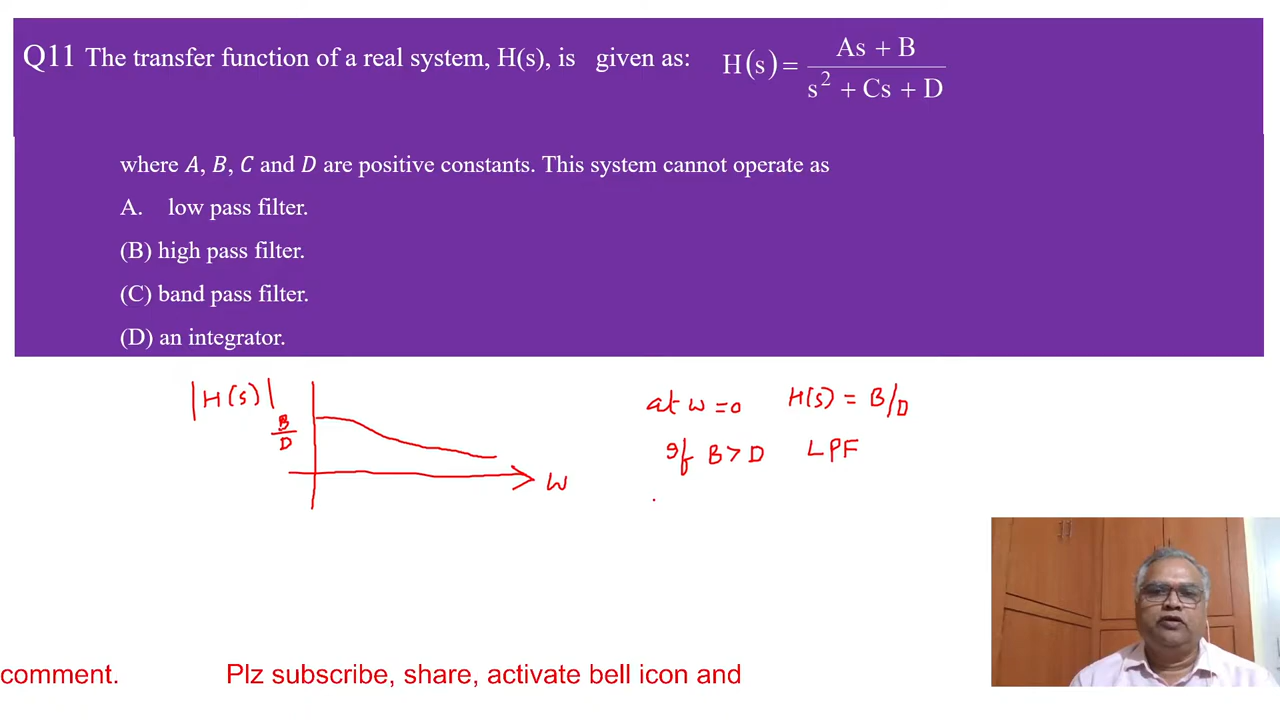 Q11 The transfer function of a real system, H(s), is given as: H(s) = As + B / s² + Cs + D
where A, B, C and D are positive constants. This system cannot operate as
A. low pass filter.
(B) high pass filter.
(C) band pass filter.
(D) an integrator.
|H(s)|
B/D
w
at w = 0 H(s) = B/D
If B > D LPF
comment. Plz subscribe, share, activate bell icon and